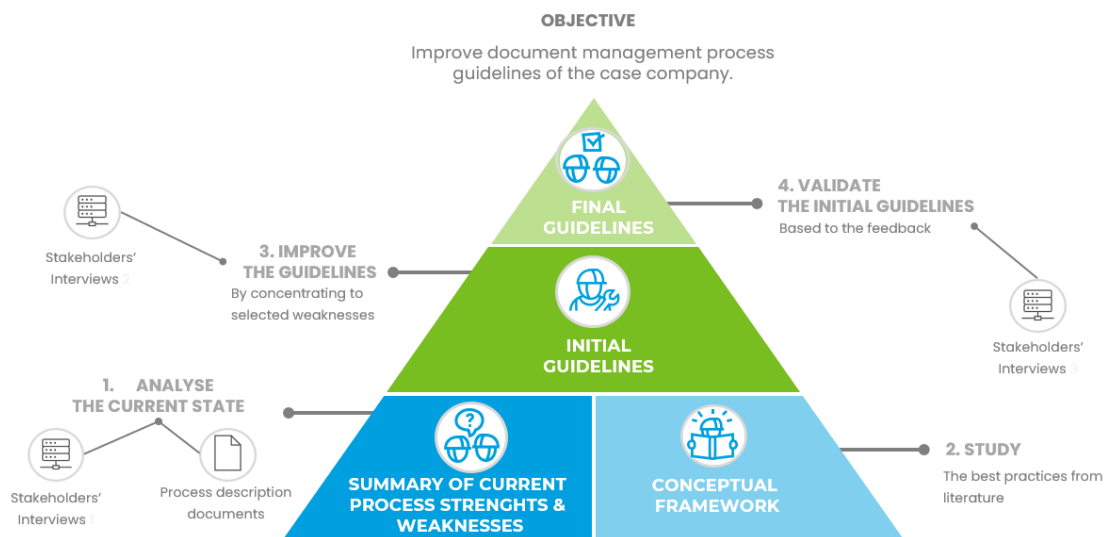 OBJECTIVE
Improve document management process
guidelines of the case company.
FINAL
GUIDELINES
4. VALIDATE
THE INITIAL GUIDELINES
Based to the feedback
Stakeholders’
Interviews 3
3. IMPROVE
THE GUIDELINES
By concentrating to
selected weaknesses
Stakeholders’
Interviews 2
INITIAL
GUIDELINES
1. ANALYSE
THE CURRENT STATE
Stakeholders’
Interviews 1
Process description
documents
?
SUMMARY OF CURRENT
PROCESS STRENGHTS &
WEAKNESSES
CONCEPTUAL
FRAMEWORK
2. STUDY
The best practices from
literature